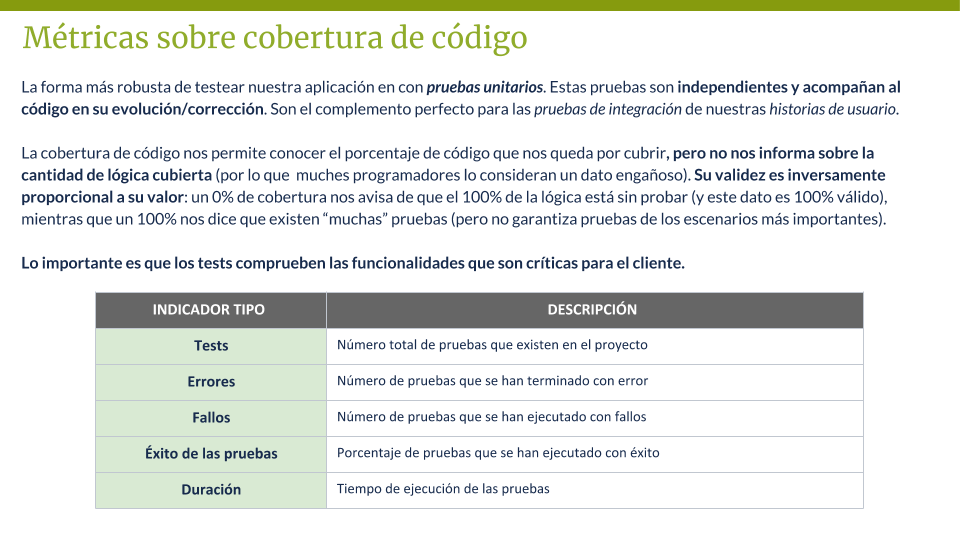 Métricas sobre cobertura de código
La forma más robusta de testear nuestra aplicación en con pruebas unitarios. Estas pruebas son independientes y acompañan al
código en su evolución/corrección. Son el complemento perfecto para las pruebas de integración de nuestras historias de usuario.
La cobertura de código nos permite conocer el porcentaje de código que nos queda por cubrir, pero no nos informa sobre la
cantidad de lógica cubierta (por lo que muches programadores lo consideran un dato engañoso). Su validez es inversamente
proporcional a su valor: un 0% de cobertura nos avisa de que el 100% de la lógica está sin probar (y este dato es 100% válido),
mientras que un 100% nos dice que existen “muchas” pruebas (pero no garantiza pruebas de los escenarios más importantes).
Lo importante es que los tests comprueben las funcionalidades que son críticas para el cliente.
INDICADOR TIPO DESCRIPCIÓN
Tests Número total de pruebas que existen en el proyecto
Errores Número de pruebas que se han terminado con error
Fallos Número de pruebas que se han ejecutado con fallos
Éxito de las pruebas Porcentaje de pruebas que se han ejecutado con éxito
Duración Tiempo de ejecución de las pruebas